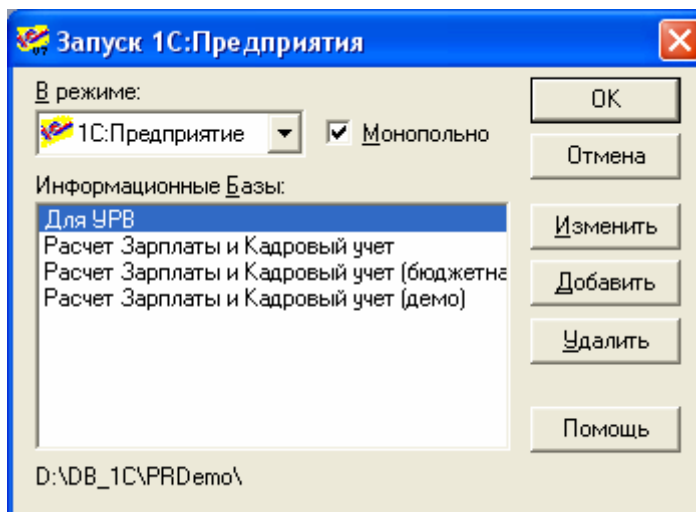 Запуск 1С:Предприятия
В режиме:
1С:Предприятие
Монопольно
Информационные Базы:
Для УРВ
Расчет Зарплаты и Кадровый учет
Расчет Зарплаты и Кадровый учет (бюджетна
Расчет Зарплаты и Кадровый учет (демо)
D:\DB_1C\PRDemo\
OK
Отмена
Изменить
Добавить
Удалить
Помощь